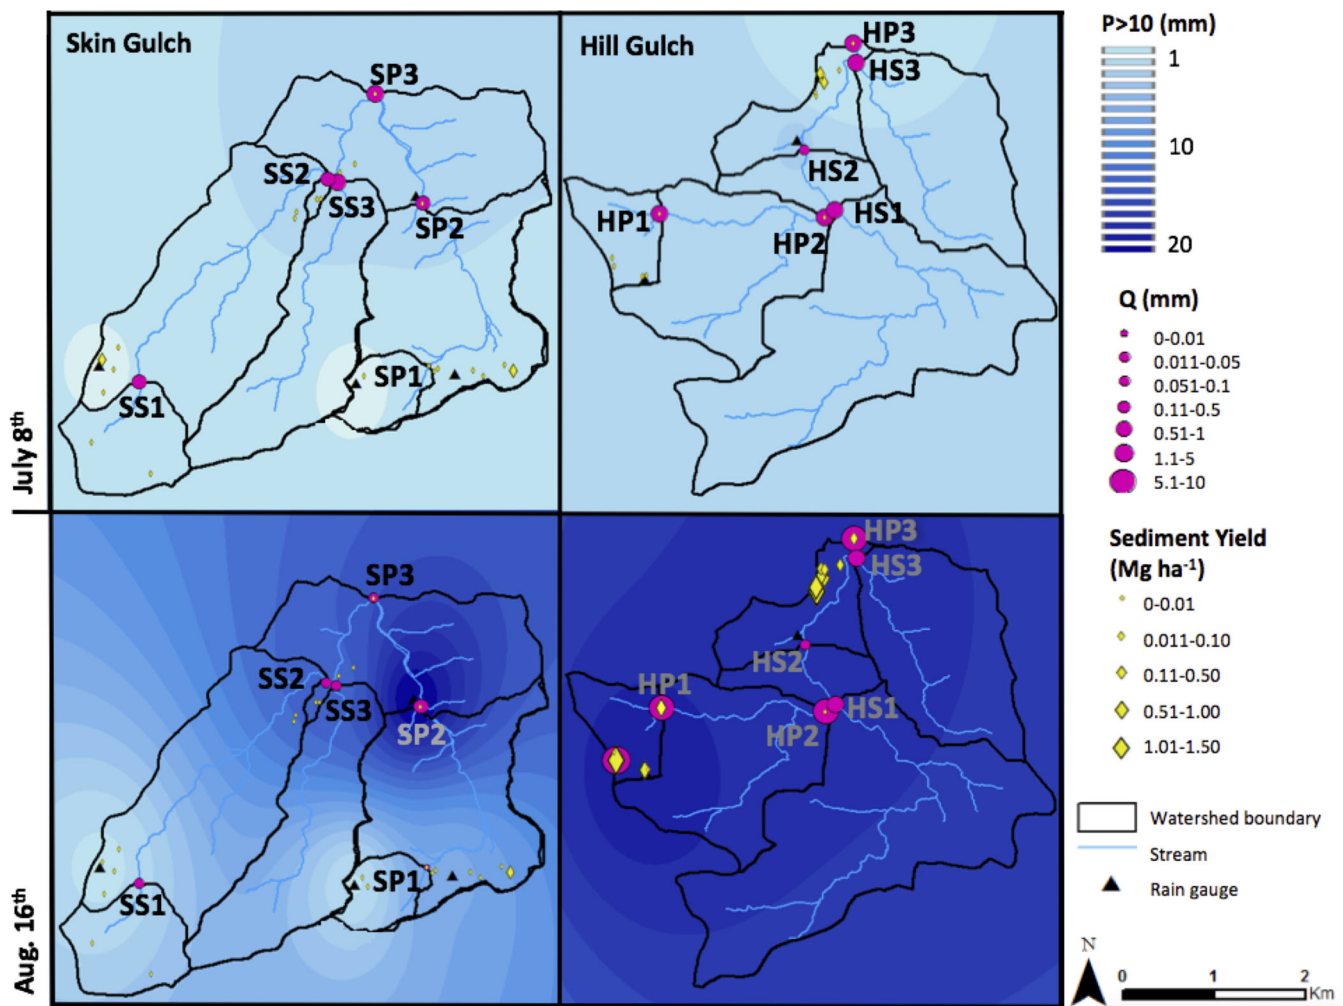 Skin Gulch
SP3
SS2
SS3
SP2
SP1
SS1
July 8th
Hill Gulch
HP3
HS3
HS2
HS1
HP1
HP2
SP3
SS2
SS3
SP2
SP1
SS1
Aug. 16th
HP3
HS3
HS2
HP1
HS1
HP2
P>10 (mm)
1
10
20
Q (mm)
0-0.01
0.011-0.05
0.051-0.1
0.11-0.5
0.51-1
1.1-5
5.1-10
Sediment Yield
(Mg ha-1)
0-0.01
0.011-0.10
0.11-0.50
0.51-1.00
1.01-1.50
Watershed boundary
Stream
Rain gauge
N
0 1 2
Km